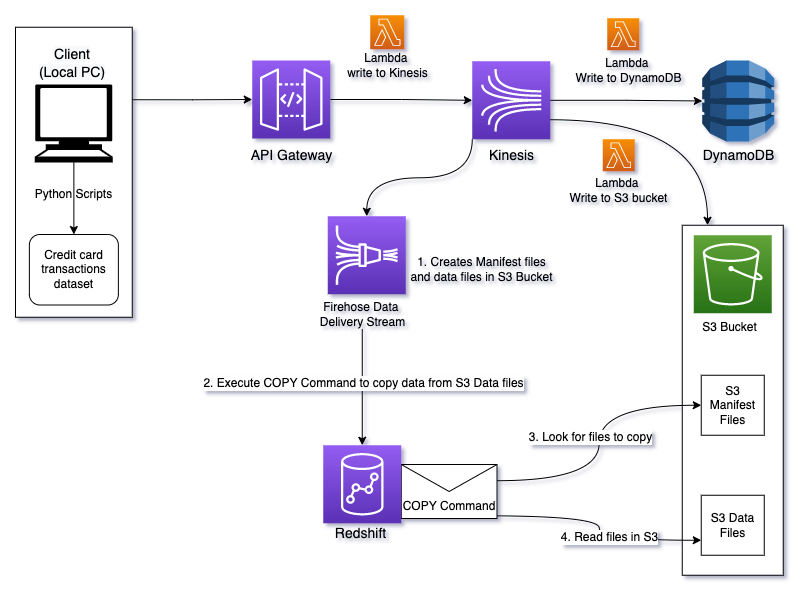 Client
(Local PC)
Python Scripts
Credit card
transactions
dataset
API Gateway
Lambda
write to Kinesis
Kinesis
Lambda
Write to DynamoDB
DynamoDB
Lambda
Write to S3 bucket
1. Creates Manifest files
and data files in S3 Bucket
Firehose Data
Delivery Stream
S3 Bucket
2. Execute COPY Command to copy data from S3 Data files
S3
Manifest
Files
3. Look for files to copy
COPY Command
Redshift
S3 Data
Files
4. Read files in S3